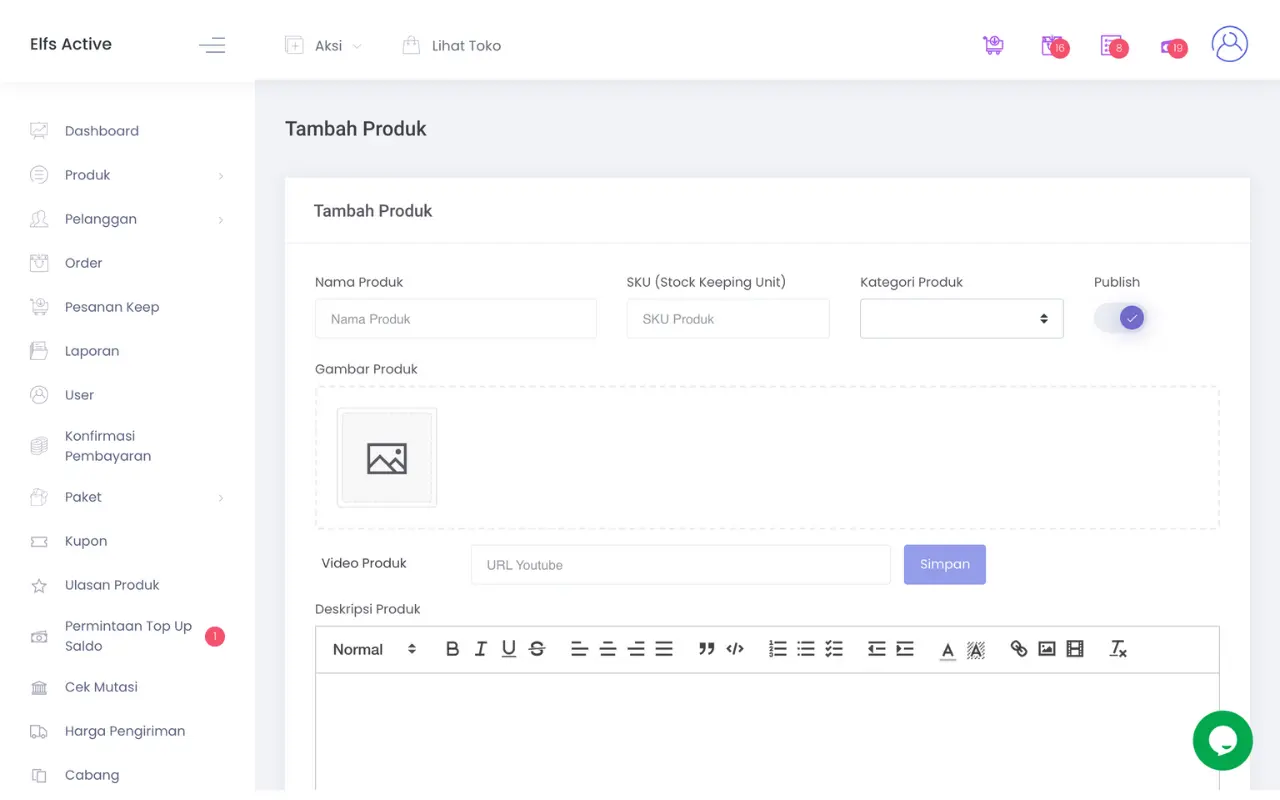 Elfs Active
Aksi
Lihat Toko
16
8
19
Dashboard
Produk
Pelanggan
Order
Pesanan Keep
Laporan
User
Konfirmasi
Pembayaran
Paket
Kupon
Ulasan Produk
Permintaan Top Up
Saldo
1
Cek Mutasi
Harga Pengiriman
Cabang
Tambah Produk
Tambah Produk
Nama Produk
SKU (Stock Keeping Unit)
Kategori Produk
Publish
Nama Produk
SKU Produk
Gambar Produk
Video Produk
URL Youtube
Simpan
Deskripsi Produk
Normal